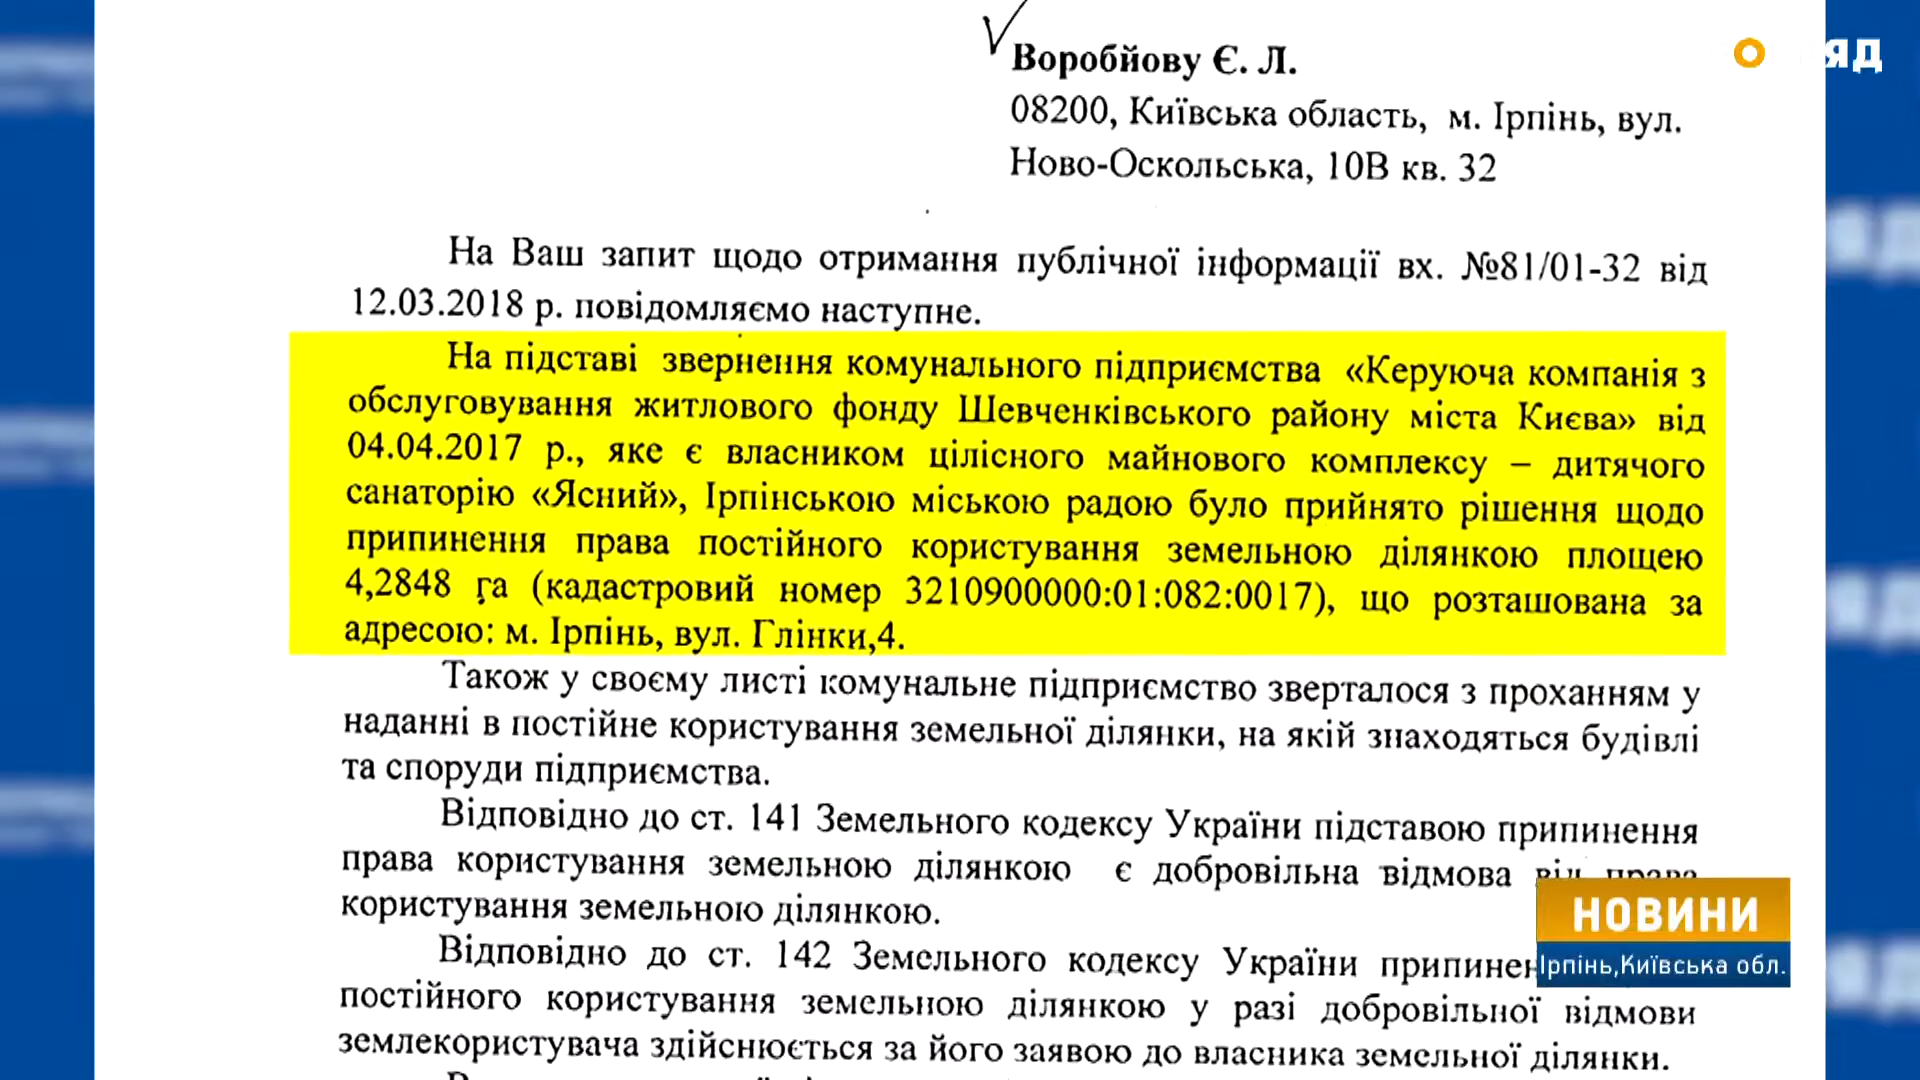 Воробйову Є. Л.
08200, Київська область, м. Ірпінь, вул.
Ново-Оскольська, 10В кв. 32
На Ваш запит щодо отримання публічної інформації вх. №81/01-32 від
12.03.2018 р. повідомляємо наступне.
На підставі звернення комунального підприємства «Керуюча компанія з
обслуговування житлового фонду Шевченківського району міста Києва» від
04.04.2017 р., яке є власником цілісного майнового комплексу – дитячого
санаторію «Ясний», Ірпінською міською радою було прийнято рішення щодо
припинення права постійного користування земельною ділянкою площею
4,2848 га (кадастровий номер 3210900000:01:082:0017), що розташована за
адресою: м. Ірпінь, вул. Глінки,4.
Також у своєму листі комунальне підприємство зверталося з проханням у
наданні в постійне користування земельної ділянки, на якій знаходяться будівлі
та споруди підприємства.
Відповідно до ст. 141 Земельного кодексу України підставою припинення
права користування земельною ділянкою є добровільна відмова від права
користування земельною ділянкою.
Відповідно до ст. 142 Земельного кодексу України
постійного користування земельною ділянкою у разі добровільної відмови
землекористувача здійснюється за його заявою до власника земельної ділянки.
НОВИНИ
Ірпінь,Київська обл.